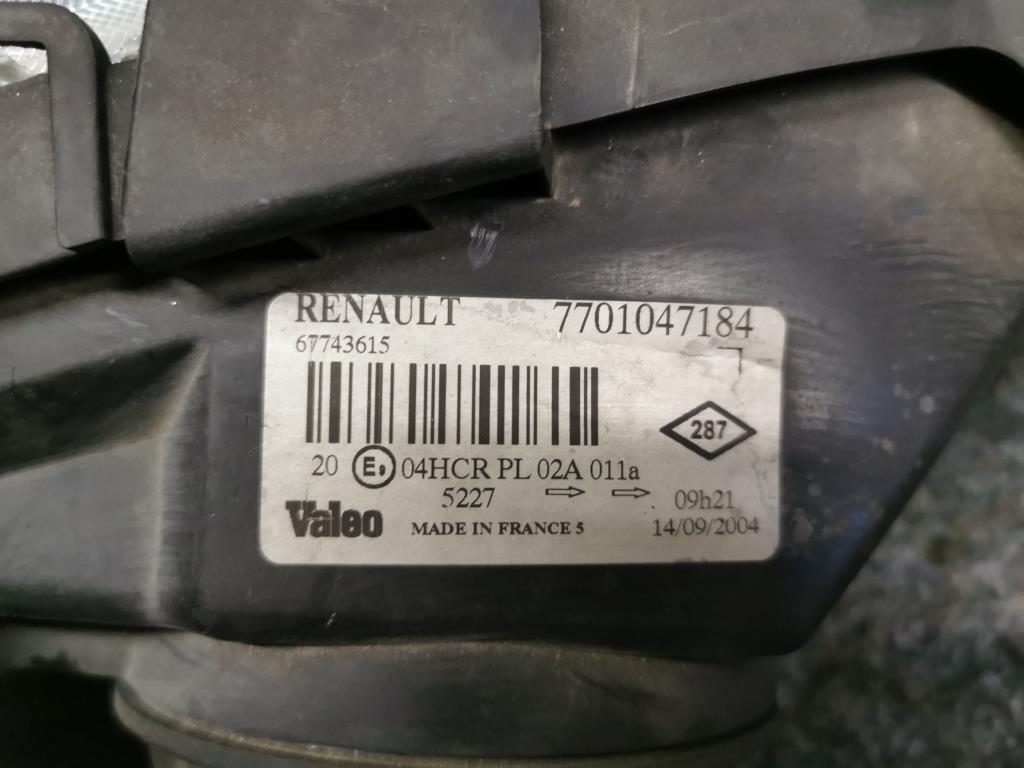 RENAULT 7701047184
67743615
287
20 E9 04HCR PL 02A 011a
5227 ⇨ ⇨ 09h21
Valeo MADE IN FRANCE 5 14/09/2004